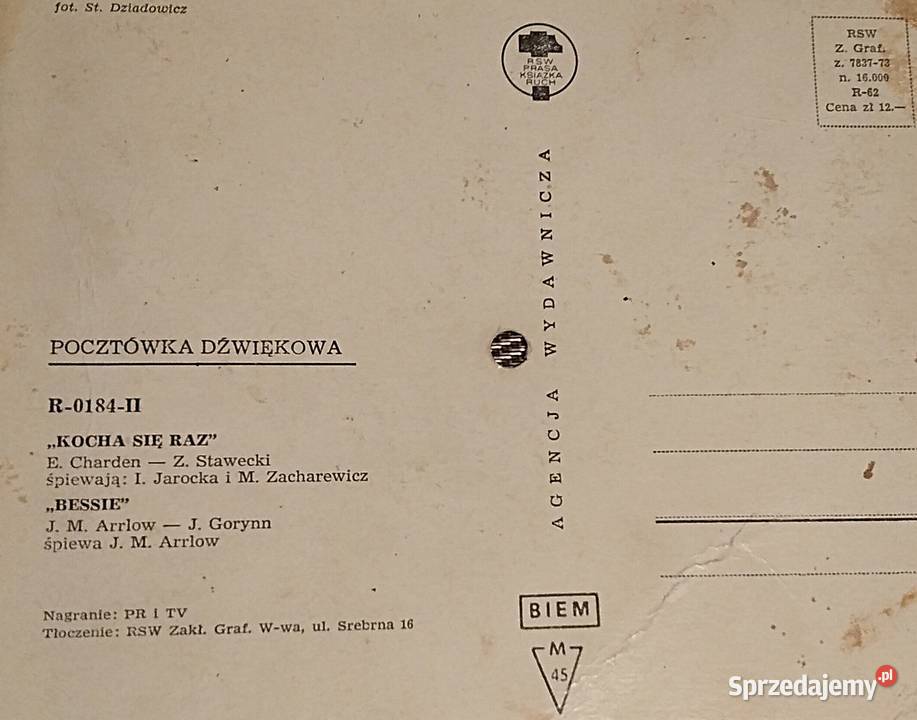 fot. St. Dziadowicz
RSW
PRASA
KSIĄŻKA
RUCH
RSW
Z. Graf.
z. 7837-73
n. 16.000
R-62
Cena zł 12.—
AGENCJA WYDAWNICZA
POCZTÓWKA DŹWIĘKOWA
R-0184-II
„KOCHA SIĘ RAZ”
E. Charden — Z. Stawecki
śpiewają: I. Jarocka i M. Zacharewicz
„BESSIE”
J. M. Arrlow — J. Gorynn
śpiewa J. M. Arrlow
Nagranie: PR i TV
Tłoczenie: RSW Zakł. Graf. W-wa, ul. Srebrna 16
BIEM
M
45
Sprzedajemy.pl